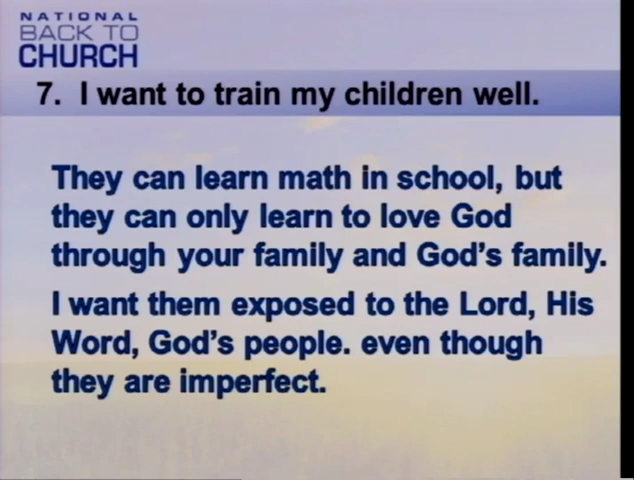 NATIONAL
BACK TO
CHURCH
7. I want to train my children well.
They can learn math in school, but
they can only learn to love God
through your family and God's family.
I want them exposed to the Lord, His
Word, God's people. even though
they are imperfect.